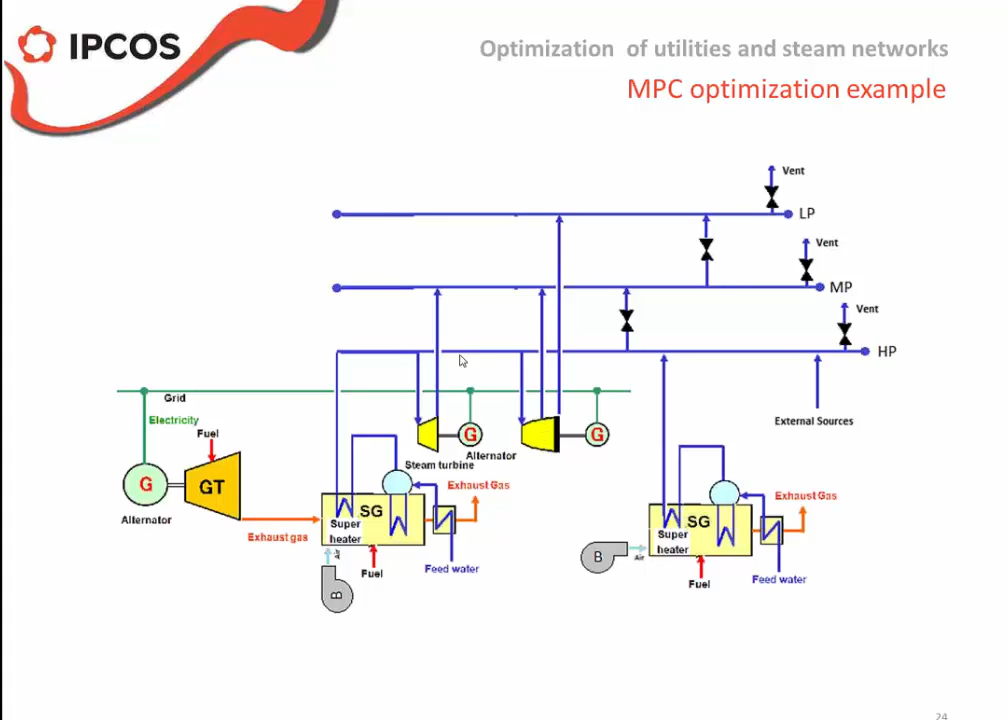 IPCOS
Optimization of utilities and steam networks
MPC optimization example
Vent
LP
Vent
MP
Vent
HP
Grid
Electricity
External Sources
Fuel
G
G
G
Alternator
Steam turbine
GT
Alternator
Exhaust gas
SG
Super
heater
Exhaust Gas
Air
Fuel
Feed water
B
SG
Super
heater
Exhaust Gas
B
Air
Fuel
Feed water
24